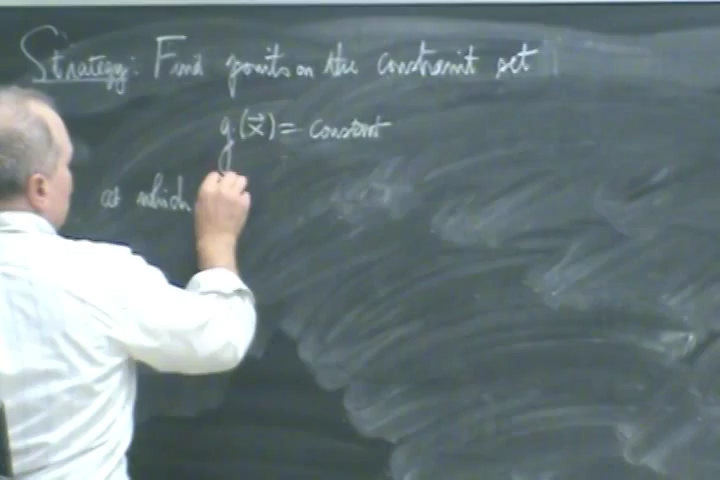 Strategy: Find points on the constraint set
g(x⃗) = constant
at which